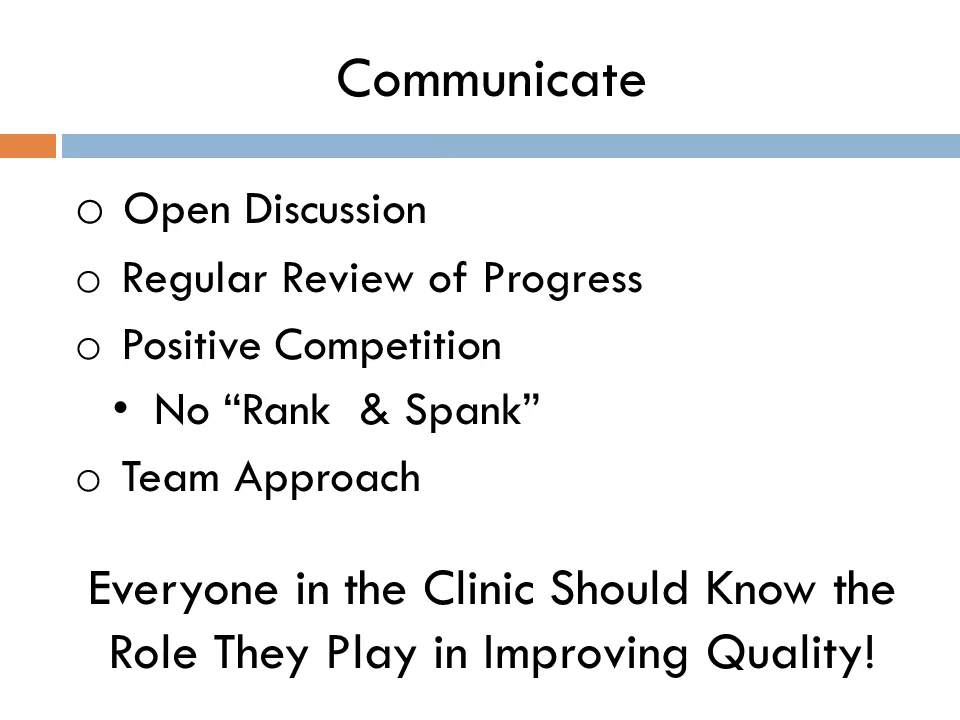 Communicate
o Open Discussion
o Regular Review of Progress
o Positive Competition
• No “Rank & Spank”
o Team Approach
Everyone in the Clinic Should Know the
Role They Play in Improving Quality!